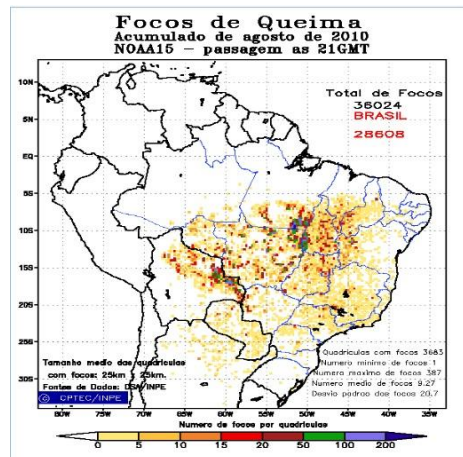 Focos de Queima
Acumulado de agosto de 2010
NOAA15 - passagem as 21GMT
Total de Focos
36024
BRASIL
28608
10N
5N
EQ
5S
10S
15S
20S
25S
30S
Quadriculas com focos 3683
Numero minimo de focos 1
Numero maximo de focos 387
Numero medio de focos 9.27
Desvio padrao dos focos 20.7
Tamanho medio das quadriculas
com focos: 25km x 25km.
Fontes de Dados: DSA/INPE
© CPTEC/INPE
80W 75W 70W 65W 60W 55W 50W 45W 40W 35W
Numero de focos por quadriculas
0 5 10 15 20 50 100 200